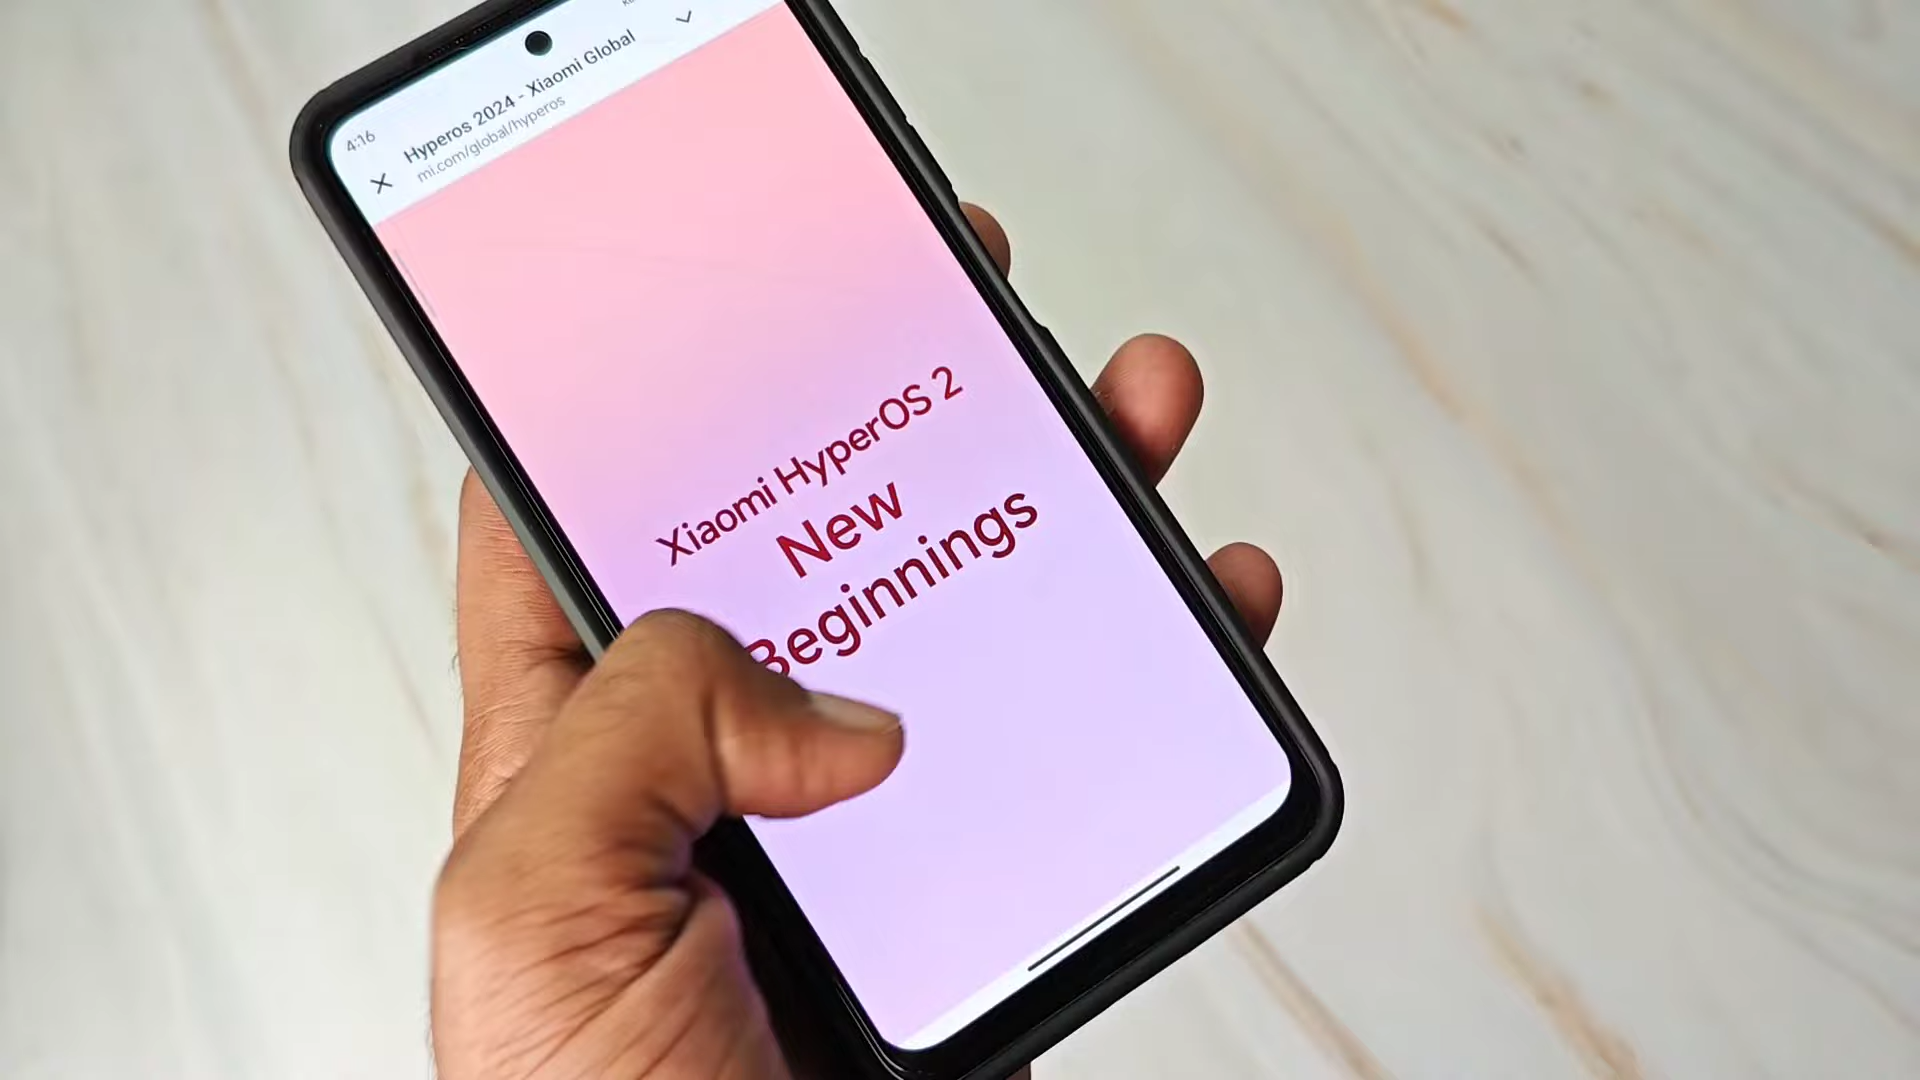 4:16
Hyperos 2024 - Xiaomi Global
mi.com/global/hyperos
Xiaomi HyperOS 2
New
Beginnings